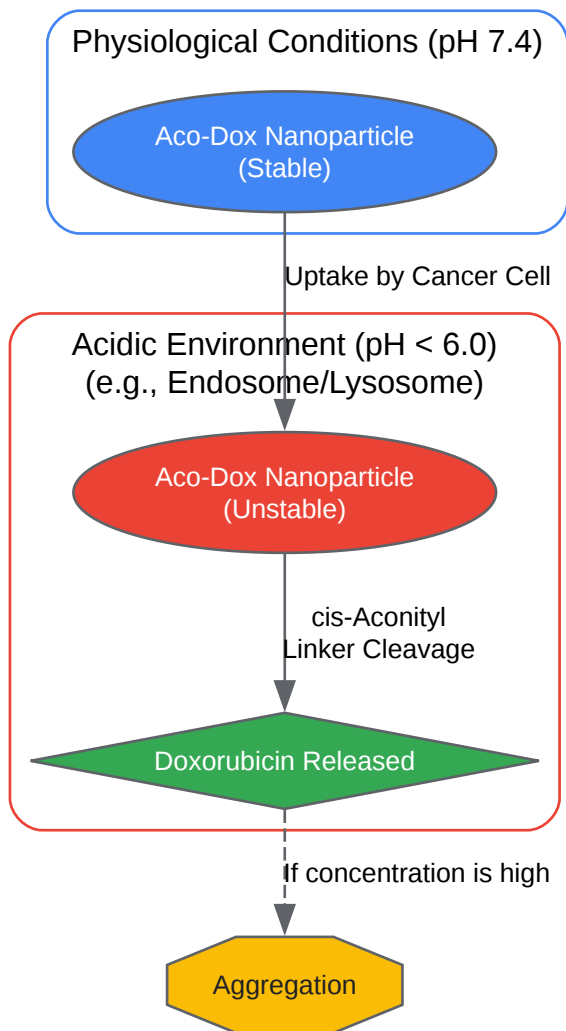 Physiological Conditions (pH 7.4)
Aco-Dox Nanoparticle
(Stable)
Uptake by Cancer Cell
Acidic Environment (pH < 6.0)
(e.g., Endosome/Lysosome)
Aco-Dox Nanoparticle
(Unstable)
cis-Aconityl
Linker Cleavage
Doxorubicin Released
If concentration is high
Aggregation